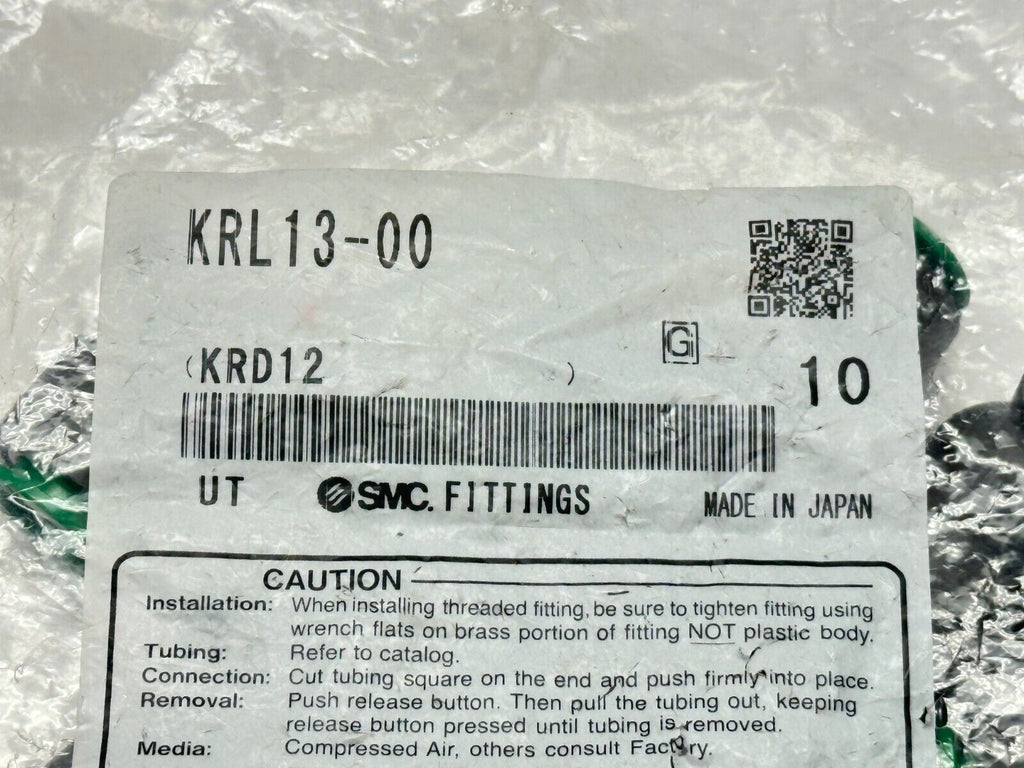 KRL13-00
G
(KRD12 )
10
UT SMC. FITTINGS MADE IN JAPAN
CAUTION
Installation: When installing threaded fitting, be sure to tighten fitting using
wrench flats on brass portion of fitting NOT plastic body.
Tubing: Refer to catalog.
Connection: Cut tubing square on the end and push firmly into place.
Removal: Push release button. Then pull the tubing out, keeping
release button pressed until tubing is removed.
Media: Compressed Air, others consult Factory.